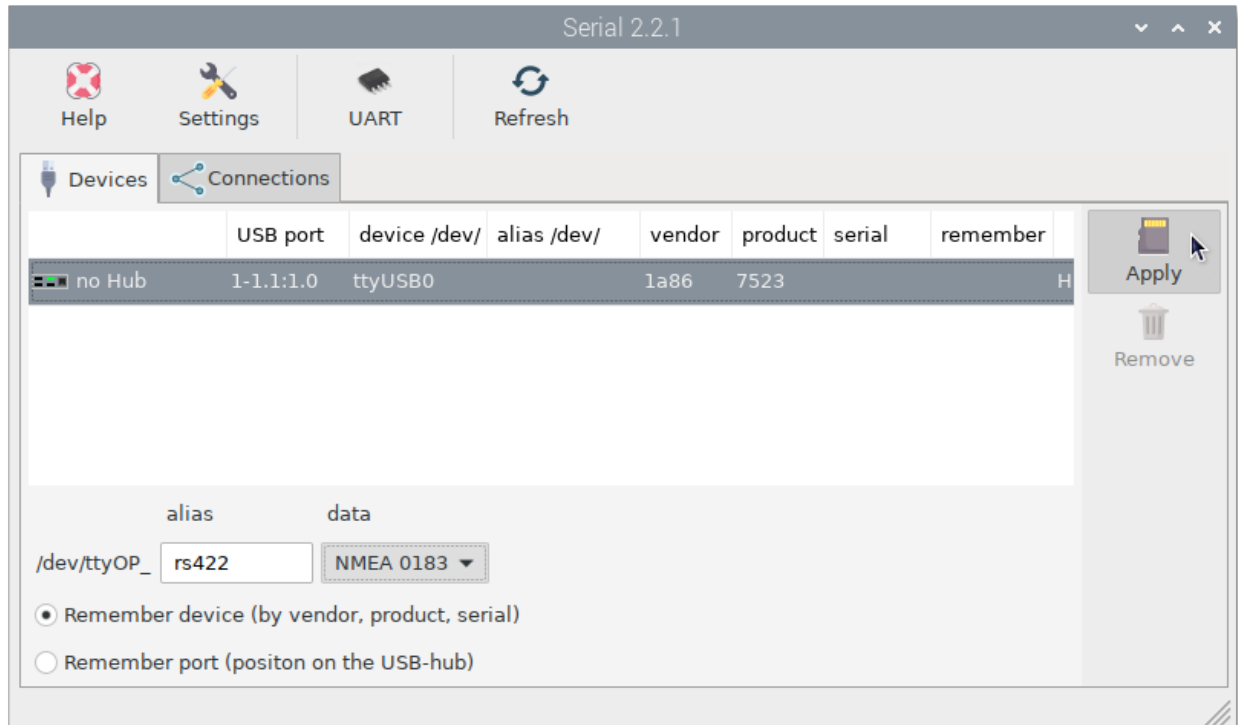 Serial 2.2.1
Help Settings UART Refresh
Devices Connections
USB port device /dev/ alias /dev/ vendor product serial remember
no Hub 1-1.1:1.0 ttyUSB0 1a86 7523 H
Apply
Remove
alias data
/dev/ttyOP_ rs422 NMEA 0183
Remember device (by vendor, product, serial)
Remember port (positon on the USB-hub)